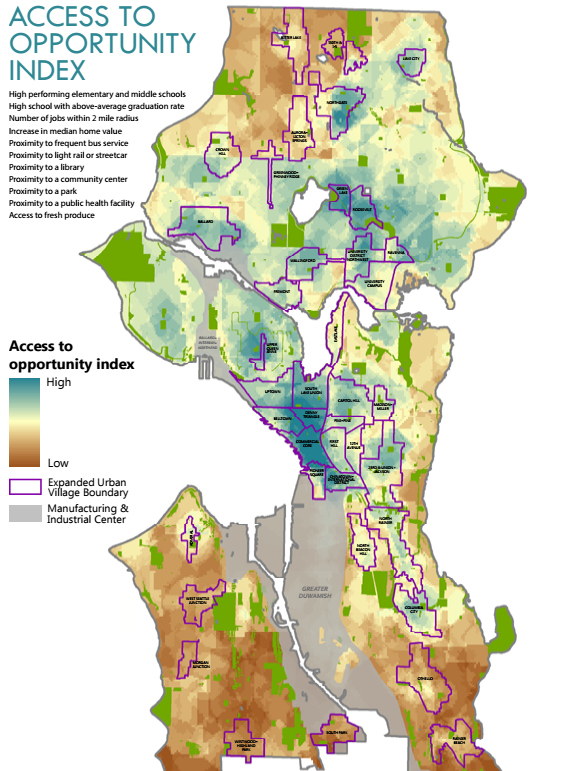 ACCESS TO
OPPORTUNITY
INDEX
High performing elementary and middle schools
High school with above-average graduation rate
Number of jobs within 2 mile radius
Increase in median home value
Proximity to frequent bus service
Proximity to light rail or streetcar
Proximity to a library
Proximity to a community center
Proximity to a park
Proximity to a public health facility
Access to fresh produce
BITTER LAKE
LAKE CITY
NORTHGATE
AURORA-
LICTON
SPRINGS
CROWN
HILL
GREENWOOD-
PHINNEY RIDGE
GREEN
LAKE
ROOSEVELT
BALLARD
UNIVERSITY
DISTRICT
NORTHWEST
RAVENNA
WALLINGFORD
UNIVERSITY
CAMPUS
FREMONT
EASTLAKE
UPPER
QUEEN
ANNE
UPTOWN
SOUTH
LAKE UNION
CAPITOL HILL
MADISON-
MILLER
BELLTOWN
DENNY
TRIANGLE
PIKE-PINE
COMMERCIAL
CORE
FIRST
HILL
12TH
AVENUE
PIONEER
SQUARE
CHINATOWN-
INTERNATIONAL
DISTRICT
23RD & UNION-
JACKSON
NORTH
RAINIER
NORTH
BEACON
HILL
GREATER
DUWAMISH
WEST SEATTLE
JUNCTION
COLUMBIA
CITY
MORGAN
JUNCTION
OTHELLO
SOUTH PARK
WESTWOOD-
HIGHLAND
PARK
RAINIER
BEACH
Access to
opportunity index
High
Low
Expanded Urban
Village Boundary
Manufacturing &
Industrial Center